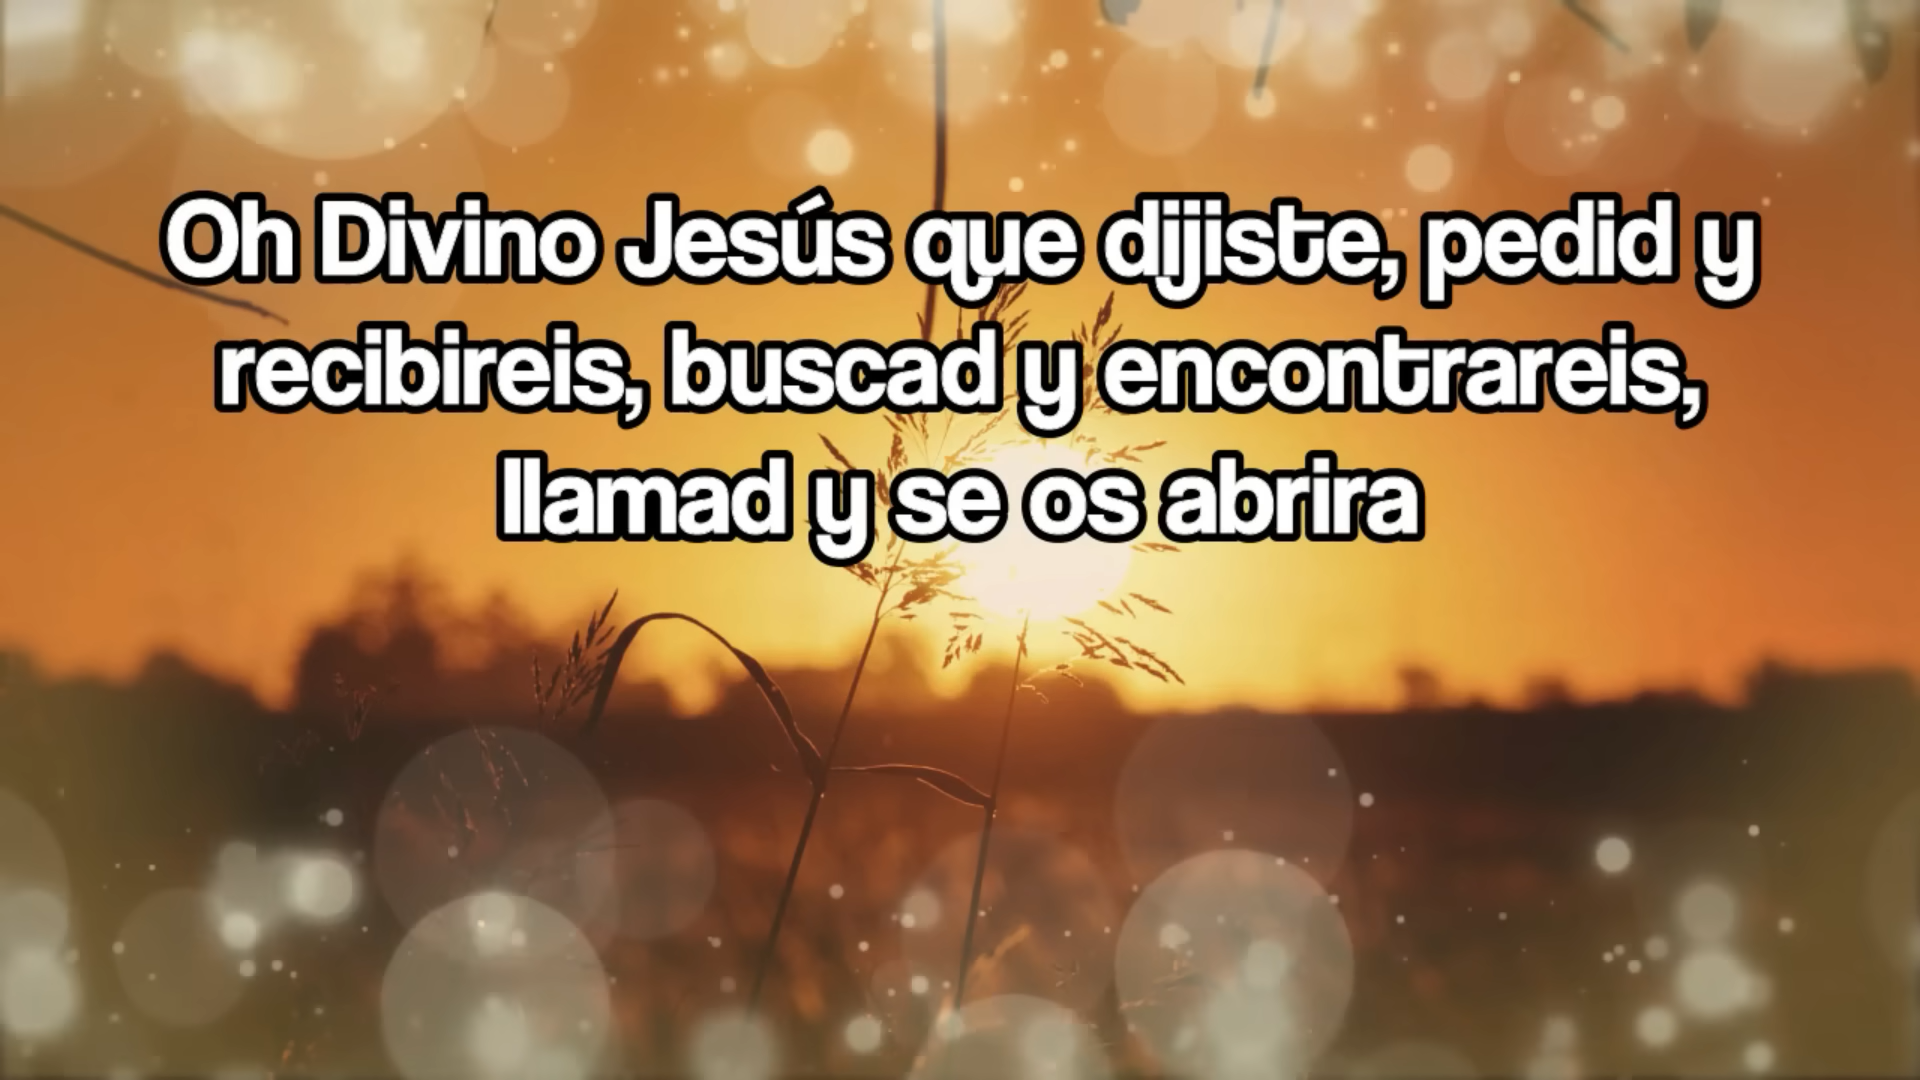 Oh Divino Jesús que dijiste, pedid y
recibireis, buscad y encontrareis,
llamad y se os abrira